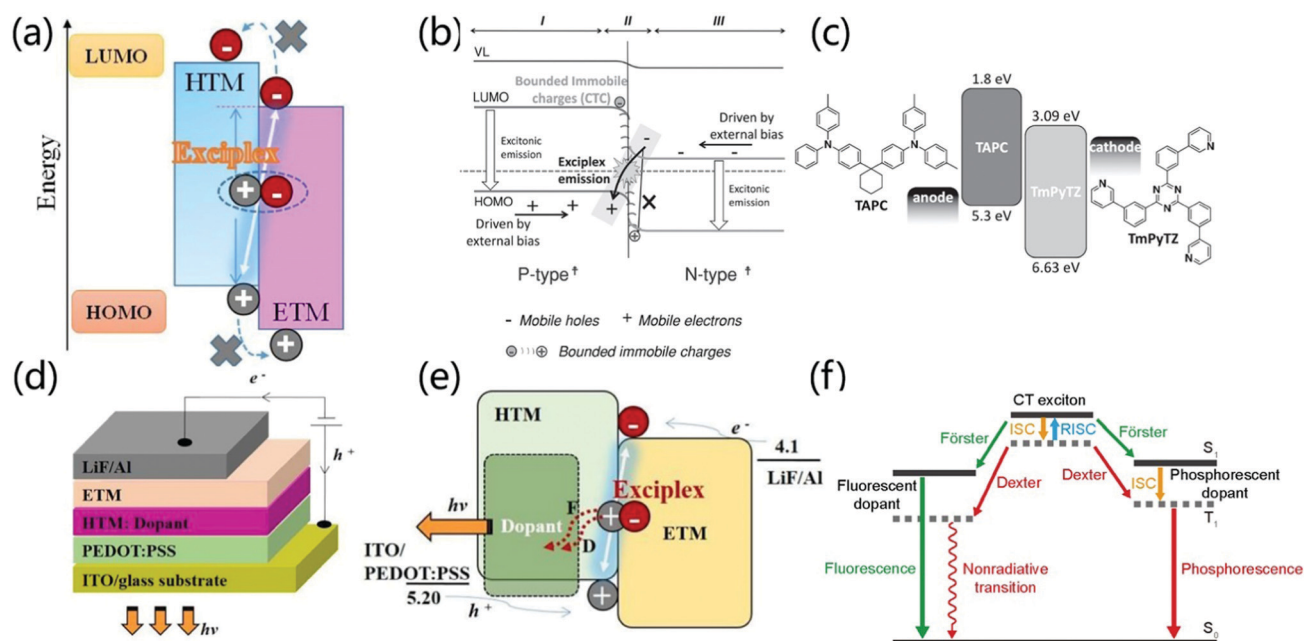 (a)
LUMO
HTM
Exciplex
HOMO
ETM
Energy
(b)
I II III
VL
Bounded Immobile
charges (CTC)
LUMO
Excitonic
emission
Driven by
external bias
Exciplex
emission
Excitonic
emission
HOMO
Driven by
external bias
P-type
N-type
- Mobile holes + Mobile electrons
Bounded immobile charges
(c)
1.8 eV
3.09 eV
TAPC
cathode
TmPyTZ
TAPC
anode
5.3 eV
TmPyTZ
6.63 eV
(d)
e-
h+
LiF/Al
ETM
HTM: Dopant
PEDOT:PSS
ITO/glass substrate
hv
(e)
HTM
e-
4.1
LiF/Al
Exciplex
hv
Dopant
F
D
ETM
ITO/
PEDOT:PSS
5.20
h+
(f)
CT exciton
ISC
RISC
Förster
Förster
S1
Dexter
Dexter
ISC
Phosphorescent
dopant
Fluorescent
dopant
T1
Fluorescence
Nonradiative
transition
Phosphorescence
S0